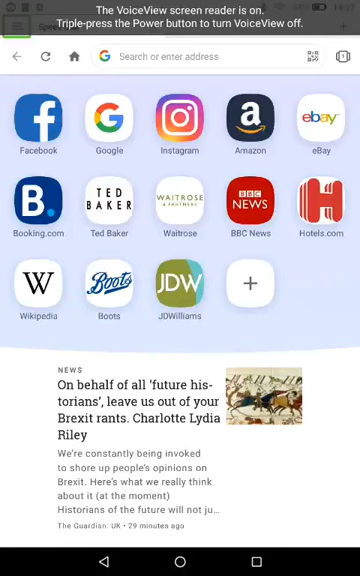 The VoiceView screen reader is on.
Triple-press the Power button to turn VoiceView off.
Search or enter address
1
Facebook
Google
Instagram
Amazon
eBay
ebay
Booking.com
Ted Baker
Waitrose
BBC News
Hotels.com
B.
TED BAKER
WAITROSE
& PARTNERS
BBC
NEWS
Wikipedia
Boots
JDWilliams
W
Boots
JDW
NEWS
On behalf of all ‘future his-
torians’, leave us out of your
Brexit rants. Charlotte Lydia
Riley
We’re constantly being invoked
to shore up people’s opinions on
Brexit. Here’s what we really think
about it (at the moment)
Historians of the future will not ju…
The Guardian: UK • 29 minutes ago